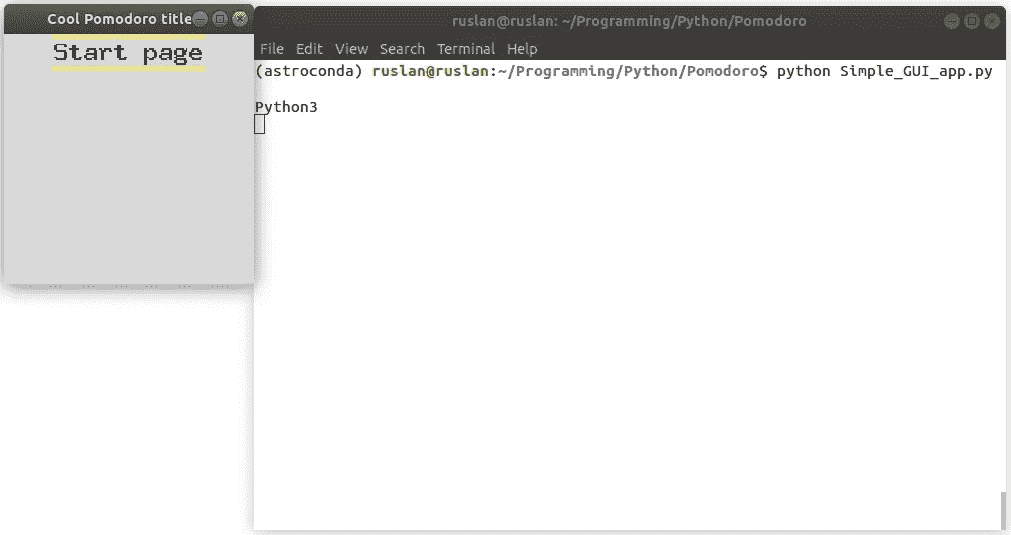 Cool Pomodoro title
Start page
ruslan@ruslan: ~/Programming/Python/Pomodoro
File Edit View Search Terminal Help
(astroconda) ruslan@ruslan:~/Programming/Python/Pomodoro$ python Simple_GUI_app.py
Python3